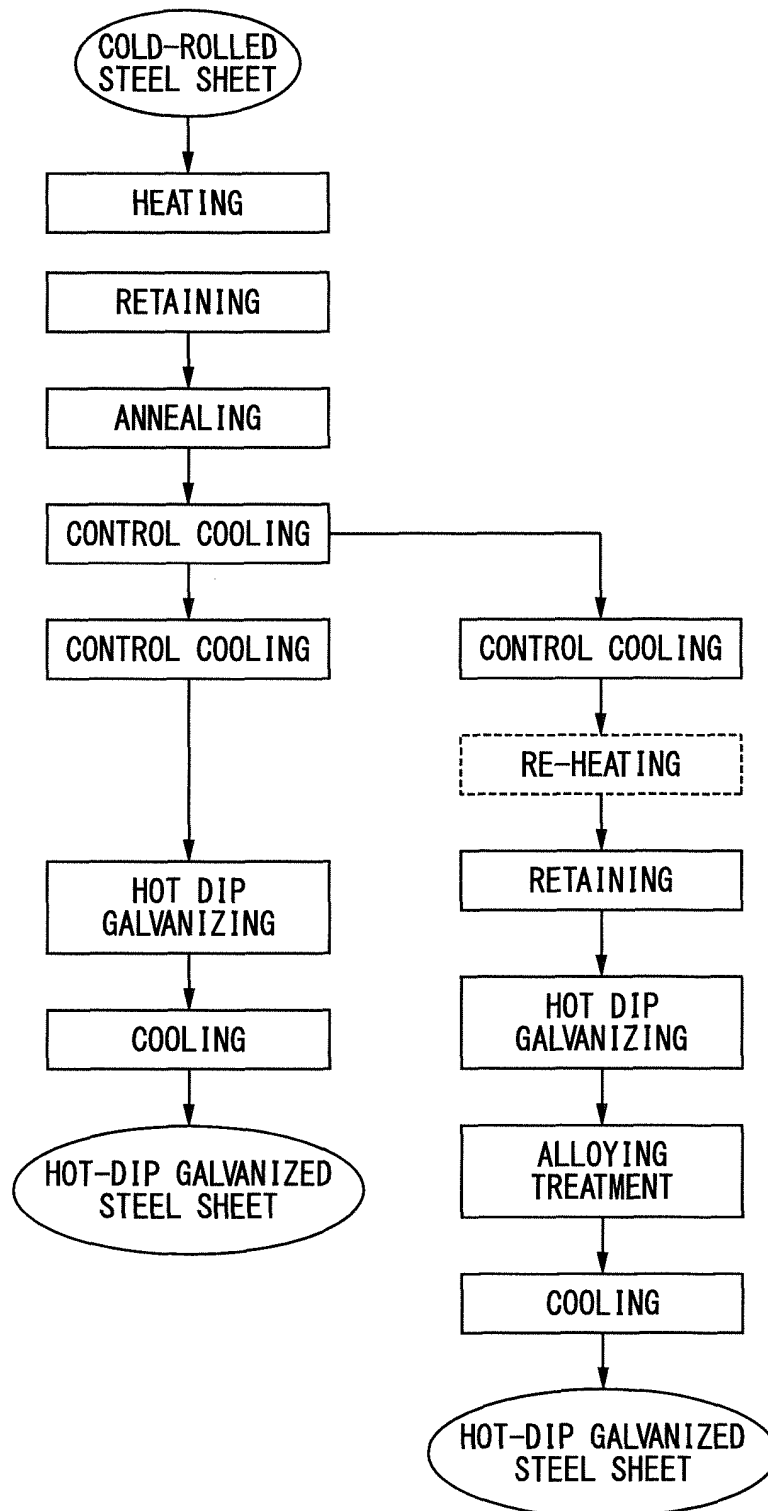 COLD-ROLLED
STEEL SHEET
HEATING
RETAINING
ANNEALING
CONTROL COOLING
CONTROL COOLING
HOT DIP
GALVANIZING
COOLING
HOT-DIP GALVANIZED
STEEL SHEET
CONTROL COOLING
RE-HEATING
RETAINING
HOT DIP
GALVANIZING
ALLOYING
TREATMENT
COOLING
HOT-DIP GALVANIZED
STEEL SHEET